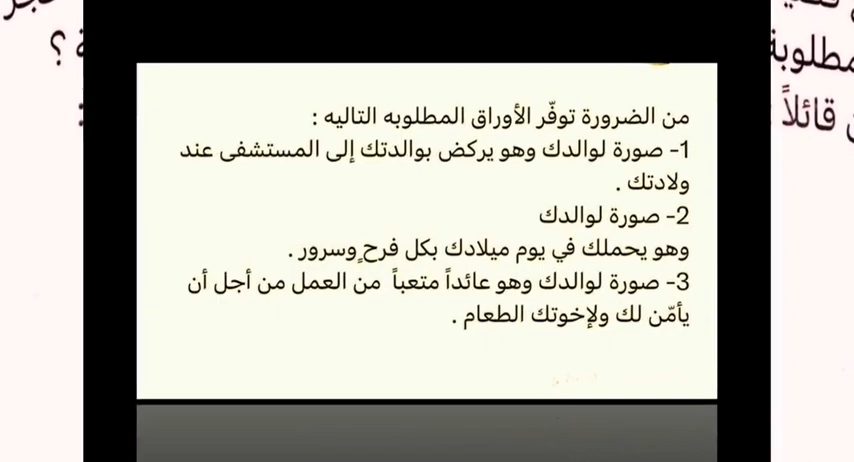 مطلوبة
قائلاً
؟
:
من الضرورة توفّر الأوراق المطلوبه التاليه :
1- صورة لوالدك وهو يركض بوالدتك إلى المستشفى عند
ولادتك .
2- صورة لوالدك
وهو يحملك في يوم ميلادك بكل فرحٍ وسرور .
3- صورة لوالدك وهو عائداً متعباً من العمل من أجل أن
يأمّن لك ولإخوتك الطعام .